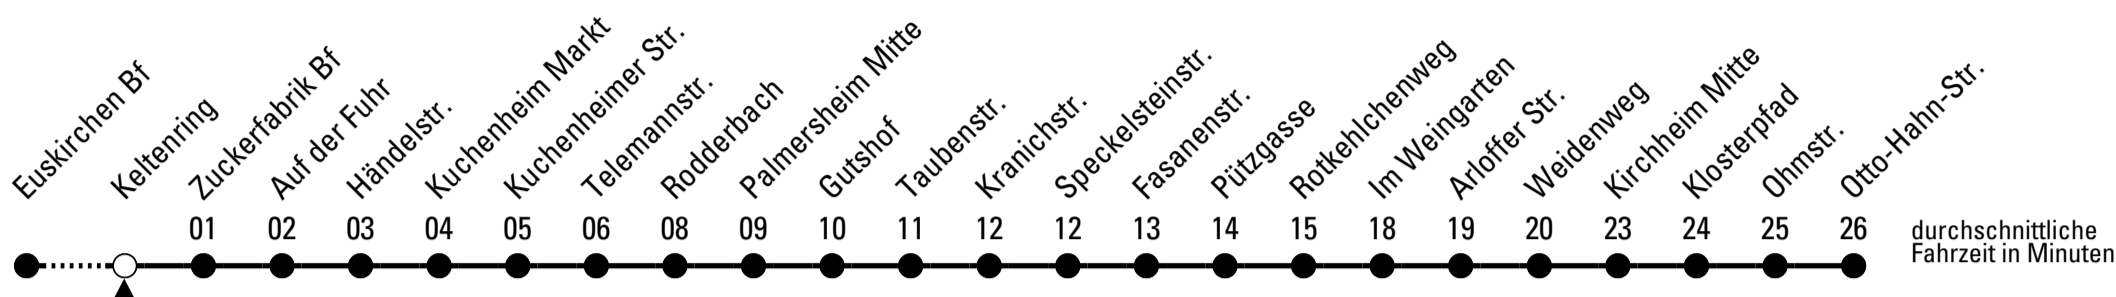 Euskirchen Bf
Keltenring
Zuckerfabrik Bf
Auf der Fuhr
Händelstr.
Kuchenheim Markt
Kuchenheimer Str.
Telemannstr.
Rodderbach
Palmersheim Mitte
Gutshof
Taubenstr.
Kranichstr.
Speckelsteinstr.
Fasanenstr.
Pützgasse
Rotkehlchenweg
Im Weingarten
Arloffer Str.
Weidenweg
Kirchheim Mitte
Klosterpfad
Ohmstr.
Otto-Hahn-Str.
01 02 03 04 05 06 08 09 10 11 12 12 13 14 15 18 19 20 23 24 25 26
durchschnittliche
Fahrzeit in Minuten